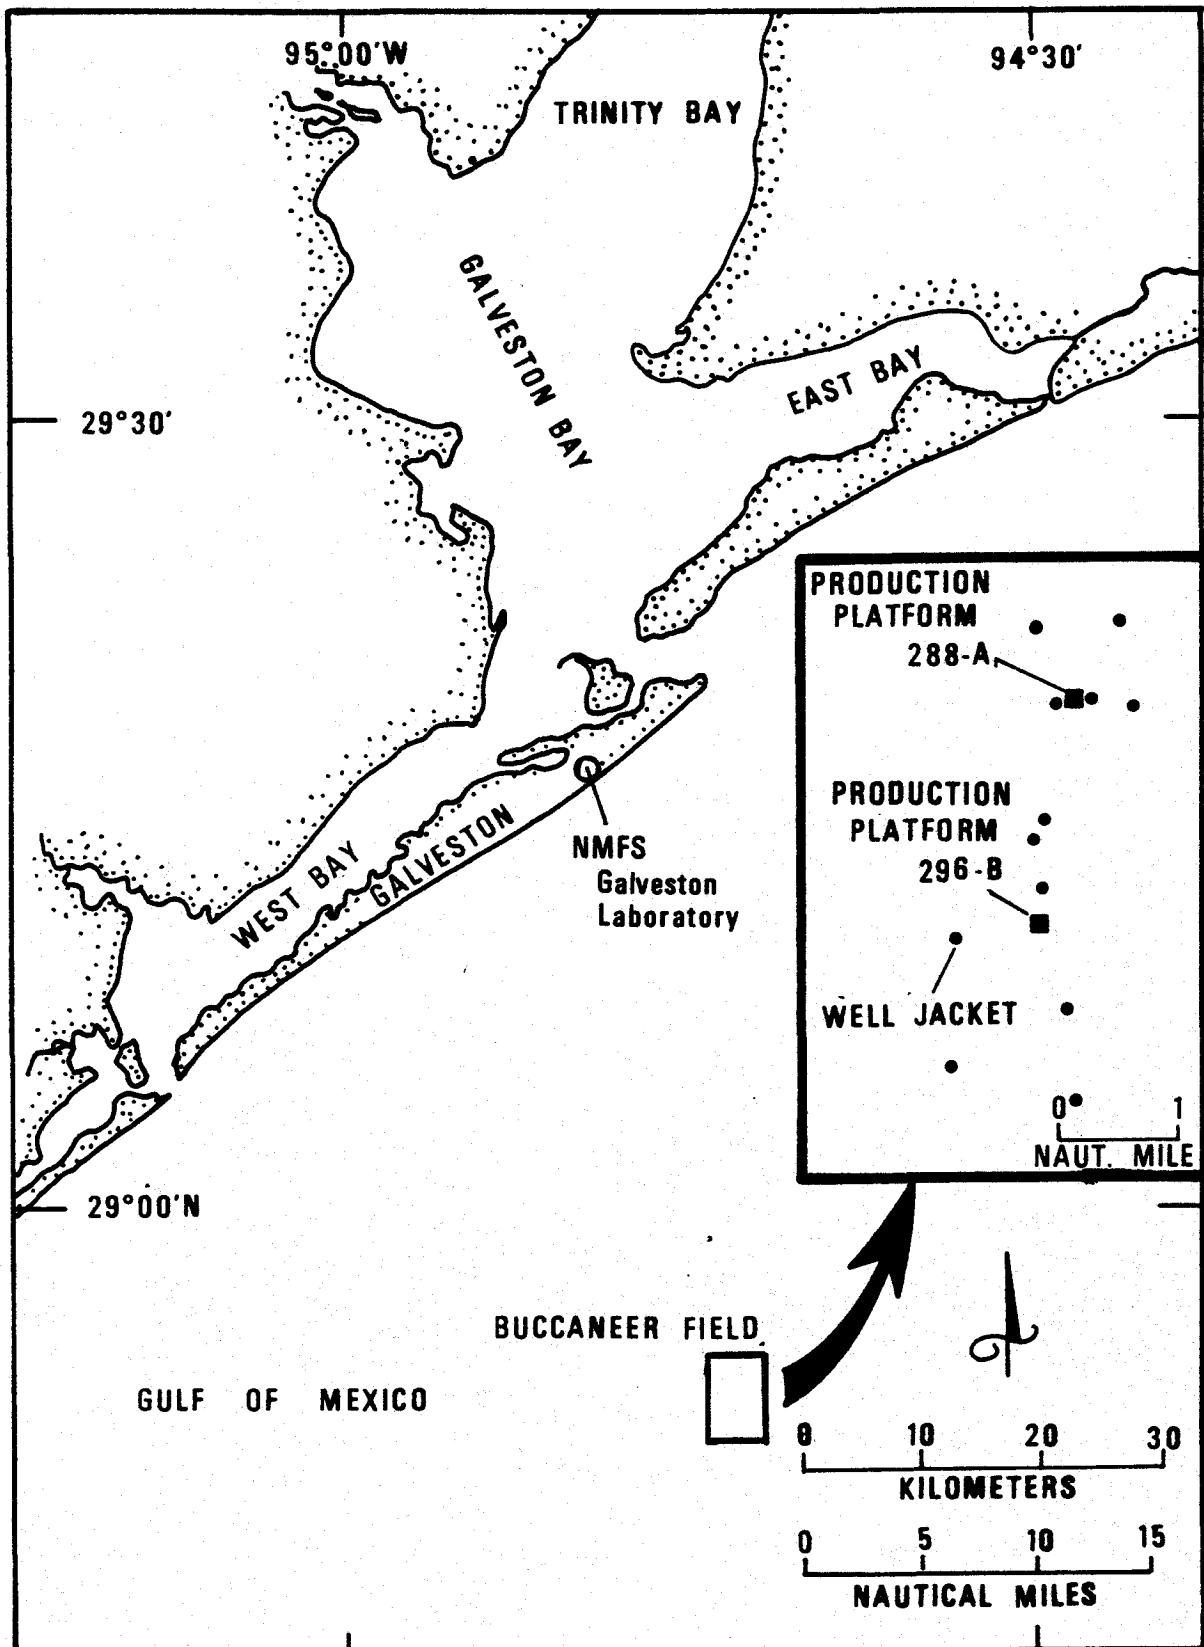 95°00'W
94°30'
TRINITY BAY
GALVESTON BAY
EAST BAY
29°30'
PRODUCTION
PLATFORM
288-A
PRODUCTION
PLATFORM
296-B
WELL JACKET
0 1
NAUT. MILE
NMFS
Galveston
Laboratory
WEST BAY
GALVESTON
29°00'N
BUCCANEER FIELD
GULF OF MEXICO
0 10 20 30
KILOMETERS
0 5 10 15
NAUTICAL MILES